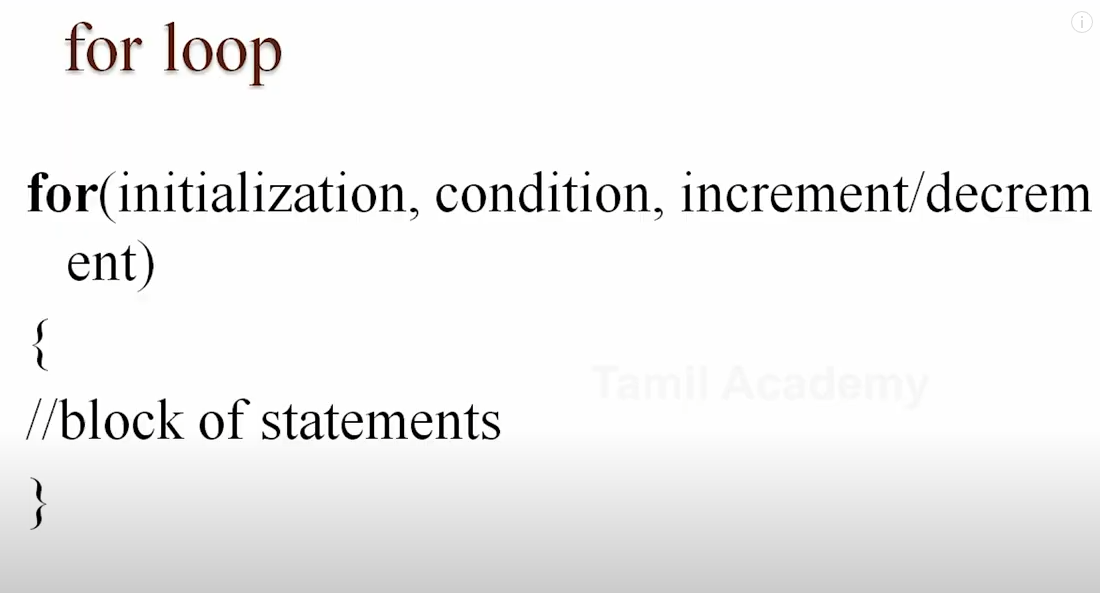 for loop
for(initialization, condition, increment/decrem
ent)
{
Tamil Academy
//block of statements
}